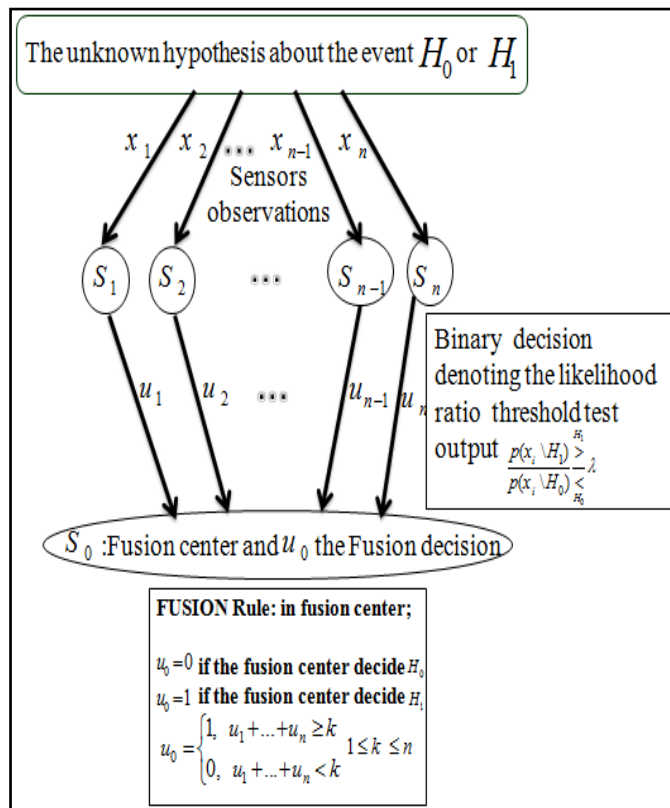 The unknown hypothesis about the event H₀ or H₁
x₁ x₂ ... xₙ₋₁ xₙ
Sensors
observations
S₁ S₂ ... Sₙ₋₁ Sₙ
u₁ u₂ ... uₙ₋₁ uₙ
Binary decision
denoting the likelihood
ratio threshold test
output p(xᵢ \H₁) / p(xᵢ \H₀) H₁ > < H₀ λ
S₀ :Fusion center and u₀ the Fusion decision
FUSION Rule: in fusion center;
u₀ =0 if the fusion center decide H₀
u₀ =1 if the fusion center decide H₁
u₀ = { 1, u₁ +...+uₙ ≥ k
0, u₁ +...+uₙ < k
1 ≤ k ≤ n